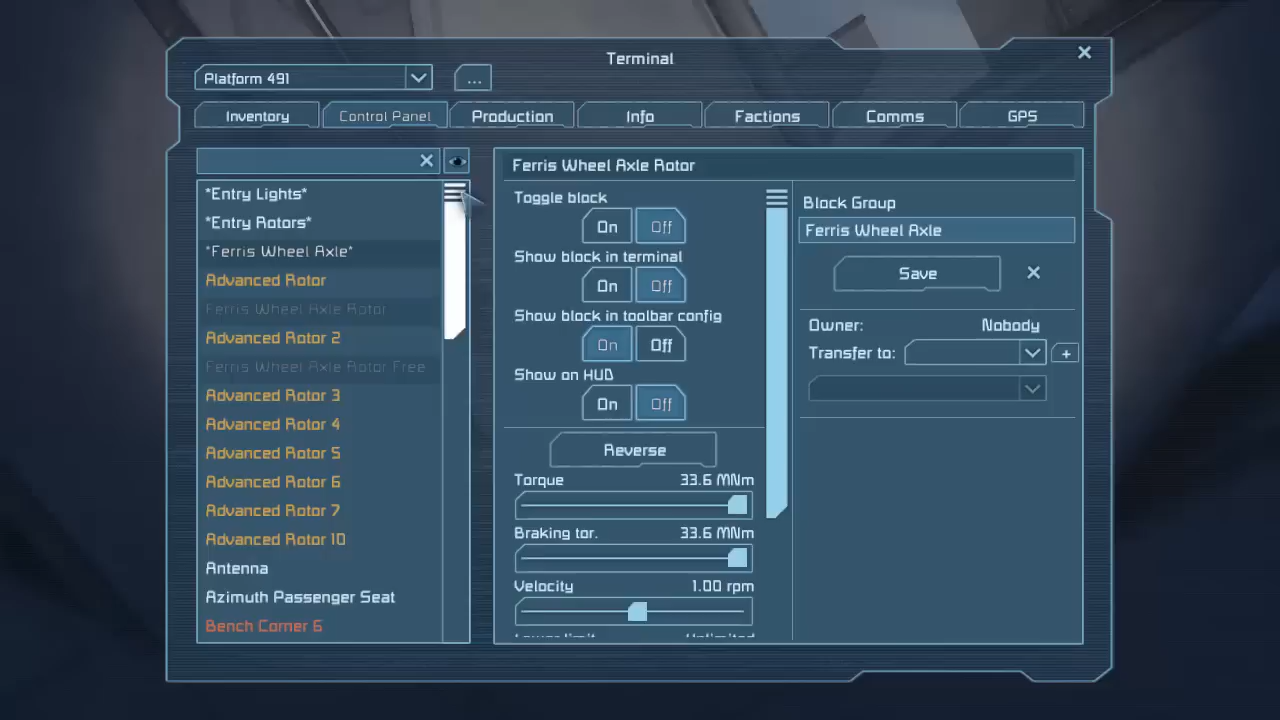 Terminal
Platform 491
...
Inventory
Control Panel
Production
Info
Factions
Comms
GPS
*Entry Lights*
*Entry Rotors*
*Ferris Wheel Axle*
Advanced Rotor
Ferris Wheel Axle Rotor
Advanced Rotor 2
Ferris Wheel Axle Rotor Free
Advanced Rotor 3
Advanced Rotor 4
Advanced Rotor 5
Advanced Rotor 6
Advanced Rotor 7
Advanced Rotor 10
Antenna
Azimuth Passenger Seat
Bench Corner 6
Ferris Wheel Axle Rotor
Toggle block
On Off
Show block in terminal
On Off
Show block in toolbar config
On Off
Show on HUD
On Off
Reverse
Torque 33.6 MNm
Braking tor. 33.6 MNm
Velocity 1.00 rpm
Lower limit Unlimited
Block Group
Ferris Wheel Axle
Save
Owner: Nobody
Transfer to:
+